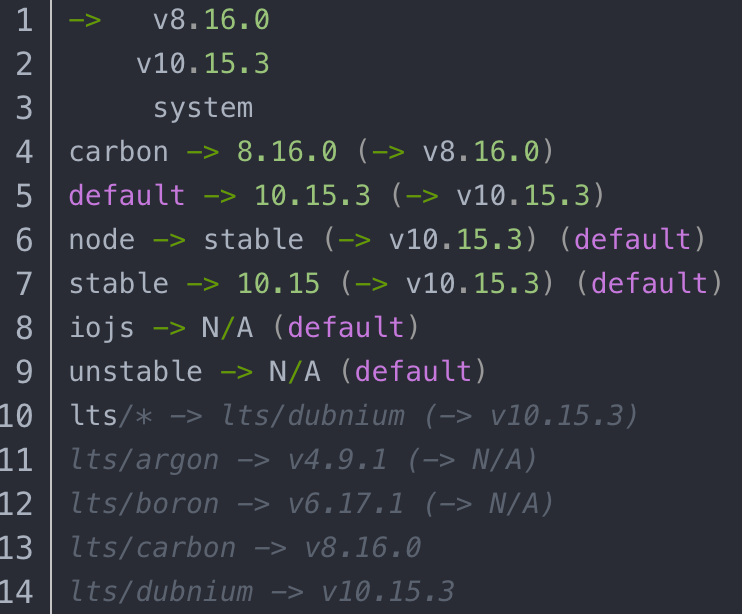 1 ->   v8.16.0
2     v10.15.3
3      system
4 carbon -> 8.16.0 (-> v8.16.0)
5 default -> 10.15.3 (-> v10.15.3)
6 node -> stable (-> v10.15.3) (default)
7 stable -> 10.15 (-> v10.15.3) (default)
8 iojs -> N/A (default)
9 unstable -> N/A (default)
10 lts/* -> lts/dubnium (-> v10.15.3)
11 lts/argon -> v4.9.1 (-> N/A)
12 lts/boron -> v6.17.1 (-> N/A)
13 lts/carbon -> v8.16.0
14 lts/dubnium -> v10.15.3